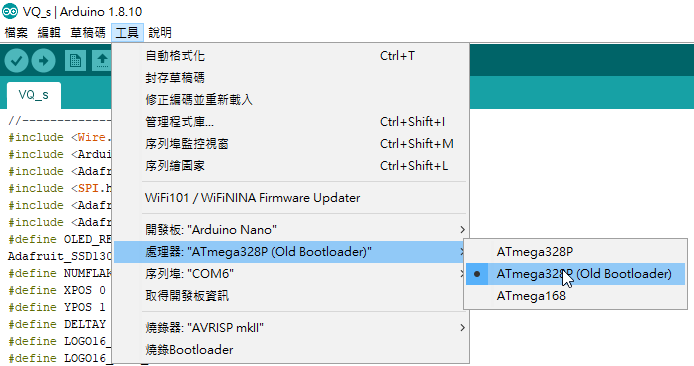 VQ_s | Arduino 1.8.10
檔案 編輯 草稿碼 工具 說明
VQ_s
自動格式化 Ctrl+T
封存草稿碼
修正編碼並重新載入
管理程式庫... Ctrl+Shift+I
序列埠監控視窗 Ctrl+Shift+M
序列繪圖家 Ctrl+Shift+L
WiFi101 / WiFiNINA Firmware Updater
開發板: "Arduino Nano"
處理器: "ATmega328P (Old Bootloader)"
序列埠: "COM6"
取得開發板資訊
燒錄器: "AVRISP mkII"
燒錄Bootloader
ATmega328P
ATmega328P (Old Bootloader)
ATmega168
//-------------
#include <Wire.
#include <Ardui
#include <Adafr
#include <SPI.h
#include <Adafr
#include <Adafr
#define OLED_RE
Adafruit_SSD130
#define NUMFLAK
#define XPOS 0
#define YPOS 1
#define DELTAY
#define LOGO16_
#define LOGO16_